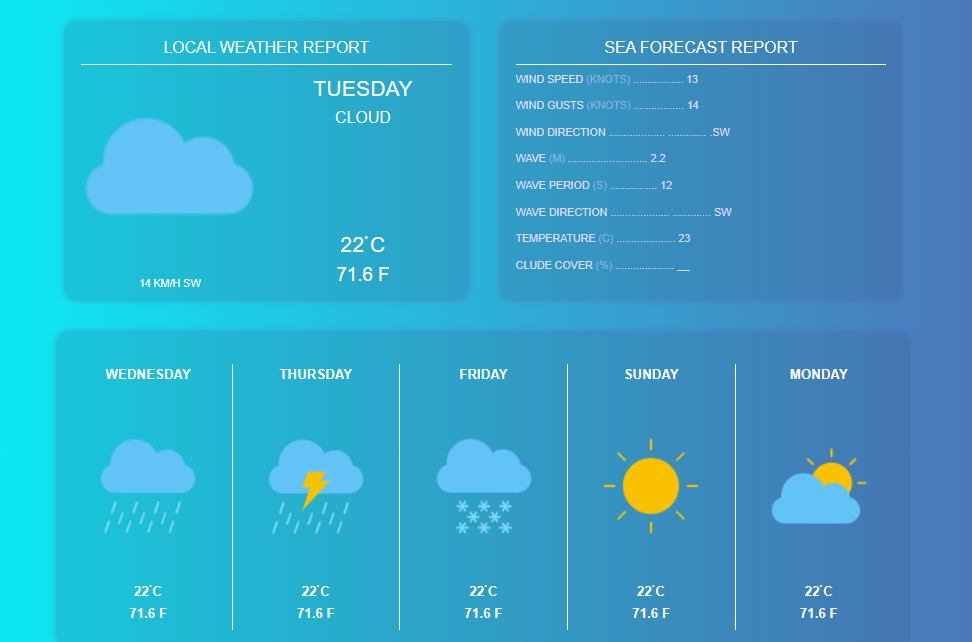 LOCAL WEATHER REPORT
TUESDAY
CLOUD
22°C
71.6 F
14 KM/H SW
SEA FORECAST REPORT
WIND SPEED (KNOTS) ................. 13
WIND GUSTS (KNOTS) ................. 14
WIND DIRECTION ................... ............. .SW
WAVE (M) ........................... 2.2
WAVE PERIOD (S) ................ 12
WAVE DIRECTION .................... ............. SW
TEMPERATURE (C) .................... 23
CLUDE COVER (%) .................... __
WEDNESDAY THURSDAY FRIDAY SUNDAY MONDAY
22°C 22°C 22°C 22°C 22°C
71.6 F 71.6 F 71.6 F 71.6 F 71.6 F